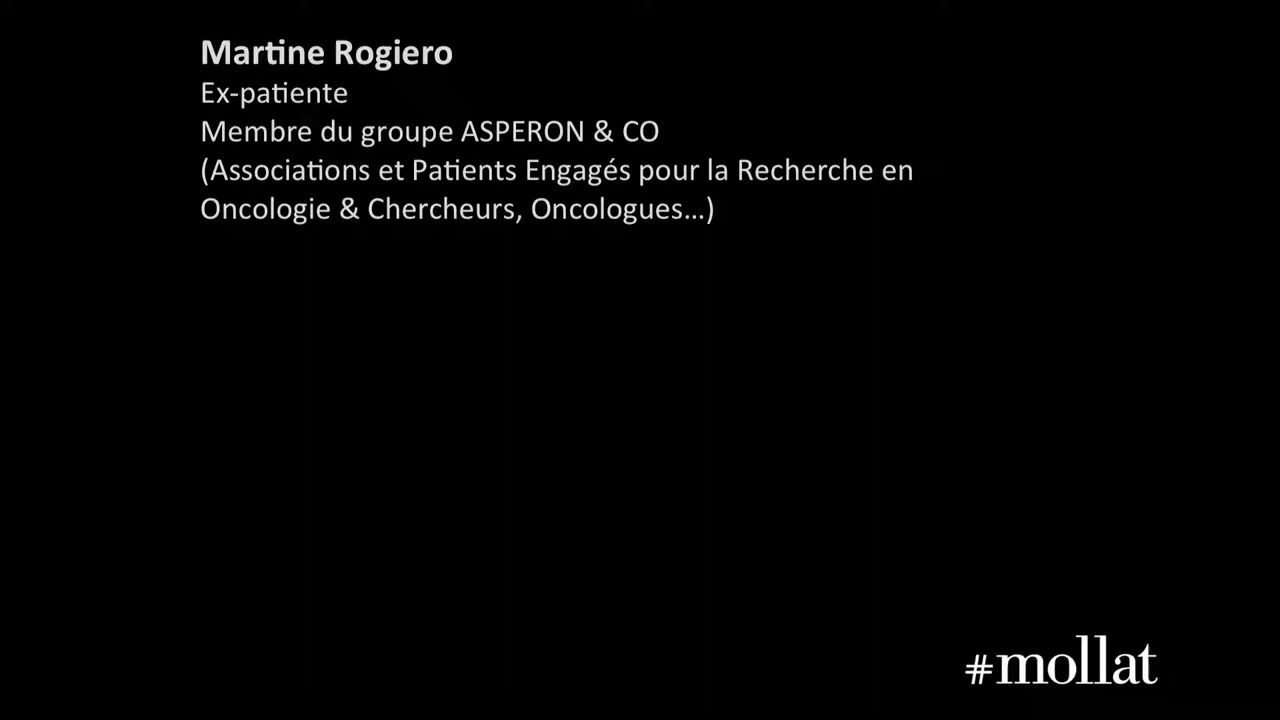 Martine Rogiero
Ex-patiente
Membre du groupe ASPERON & CO
(Associations et Patients Engagés pour la Recherche en
Oncologie & Chercheurs, Oncologues...)
#mollat